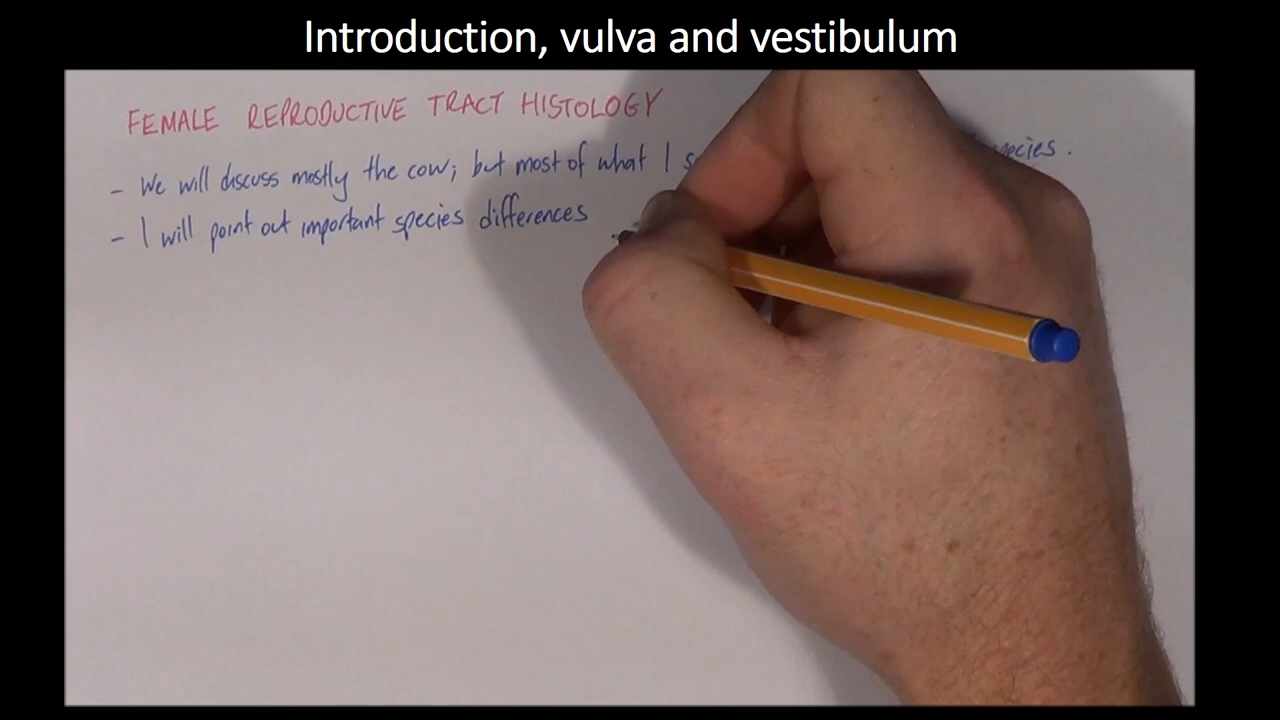 Introduction, vulva and vestibulum
FEMALE REPRODUCTIVE TRACT HISTOLOGY
- We will discuss mostly the cow; but most of what I
- I will point out important species differences